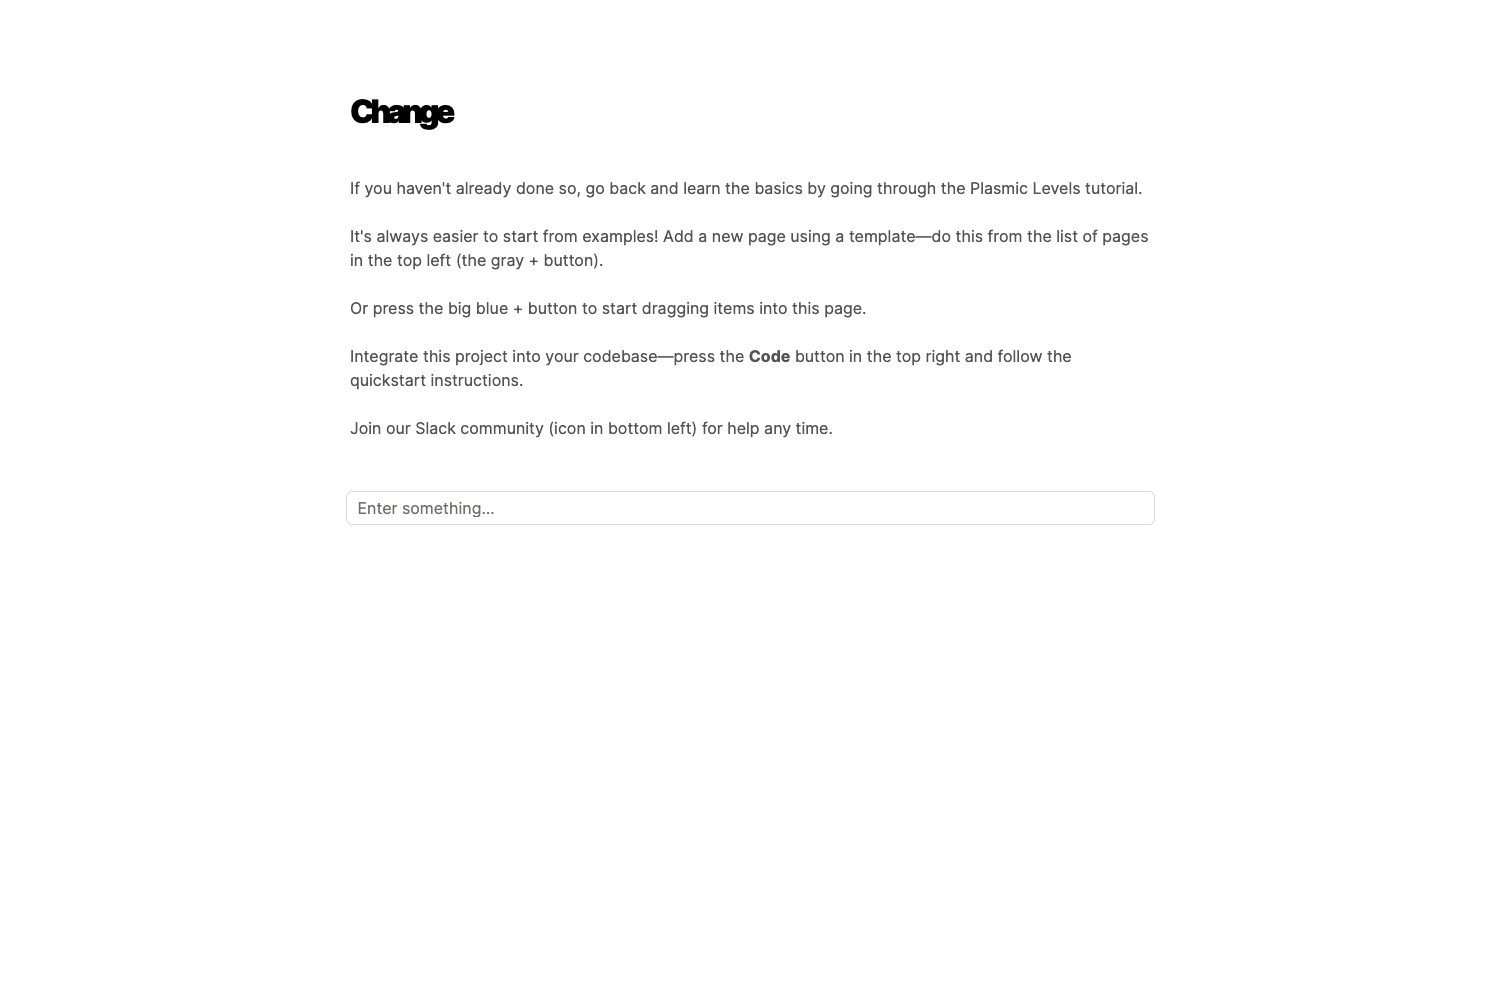 Change
If you haven't already done so, go back and learn the basics by going through the Plasmic Levels tutorial.
It's always easier to start from examples! Add a new page using a template—do this from the list of pages
in the top left (the gray + button).
Or press the big blue + button to start dragging items into this page.
Integrate this project into your codebase—press the Code button in the top right and follow the
quickstart instructions.
Join our Slack community (icon in bottom left) for help any time.
Enter something…